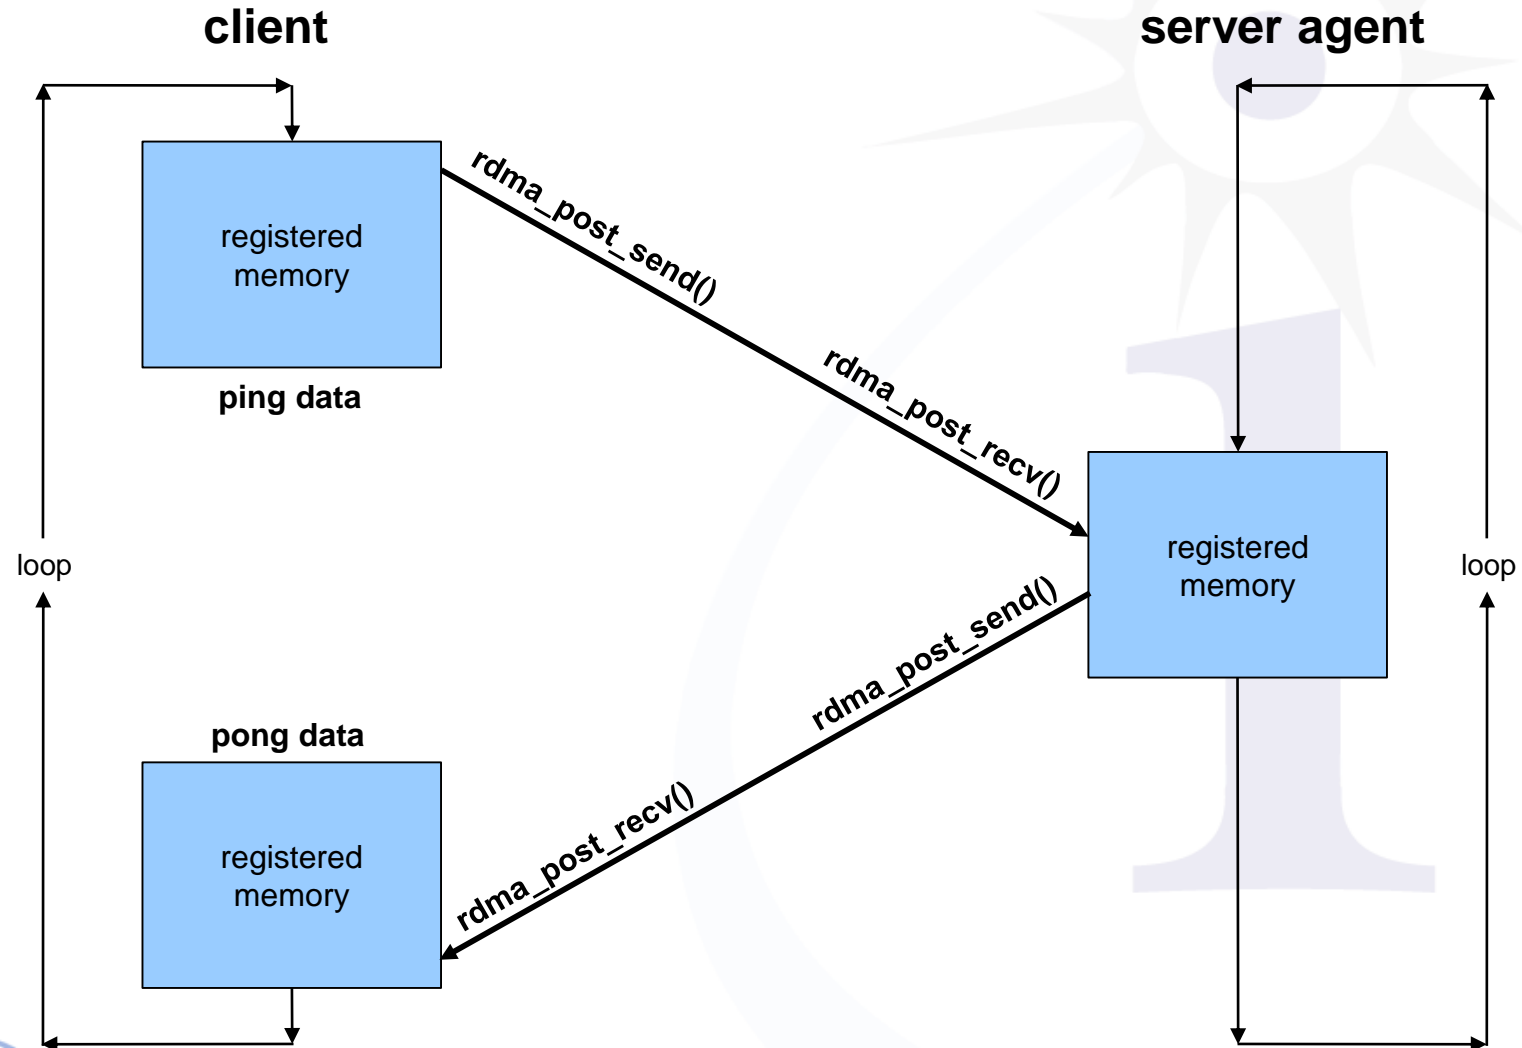 client
server agent
rdma_post_send()
registered
memory
ping data
rdma_post_recv()
registered
memory
loop
loop
rdma_post_send()
pong data
rdma_post_recv()
registered
memory